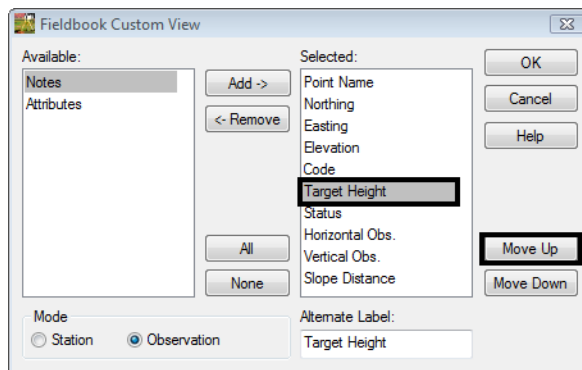 Fieldbook Custom View
Available:
Notes
Attributes
Add ->
<- Remove
All
None
Selected:
Point Name
Northing
Easting
Elevation
Code
Target Height
Status
Horizontal Obs.
Vertical Obs.
Slope Distance
OK
Cancel
Help
Move Up
Move Down
Mode
Station
Observation
Alternate Label:
Target Height